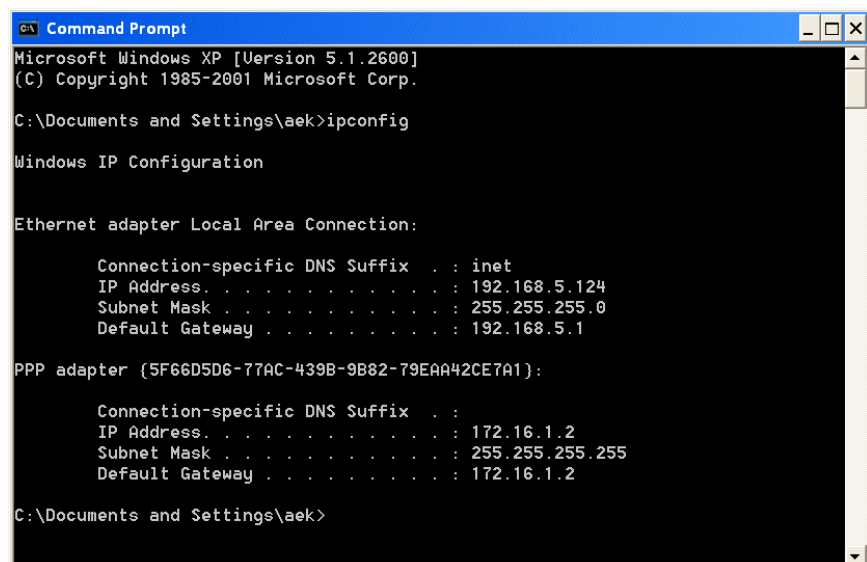 Command Prompt
Microsoft Windows XP [Version 5.1.2600]
(C) Copyright 1985-2001 Microsoft Corp.
C:\Documents and Settings\aek>ipconfig
Windows IP Configuration
Ethernet adapter Local Area Connection:
Connection-specific DNS Suffix  . : inet
IP Address. . . . . . . . . . . . : 192.168.5.124
Subnet Mask . . . . . . . . . . . : 255.255.255.0
Default Gateway . . . . . . . . . : 192.168.5.1
PPP adapter {5F66D5D6-77AC-439B-9B82-79EAA42CE7A1}:
Connection-specific DNS Suffix  . :
IP Address. . . . . . . . . . . . : 172.16.1.2
Subnet Mask . . . . . . . . . . . : 255.255.255.255
Default Gateway . . . . . . . . . : 172.16.1.2
C:\Documents and Settings\aek>